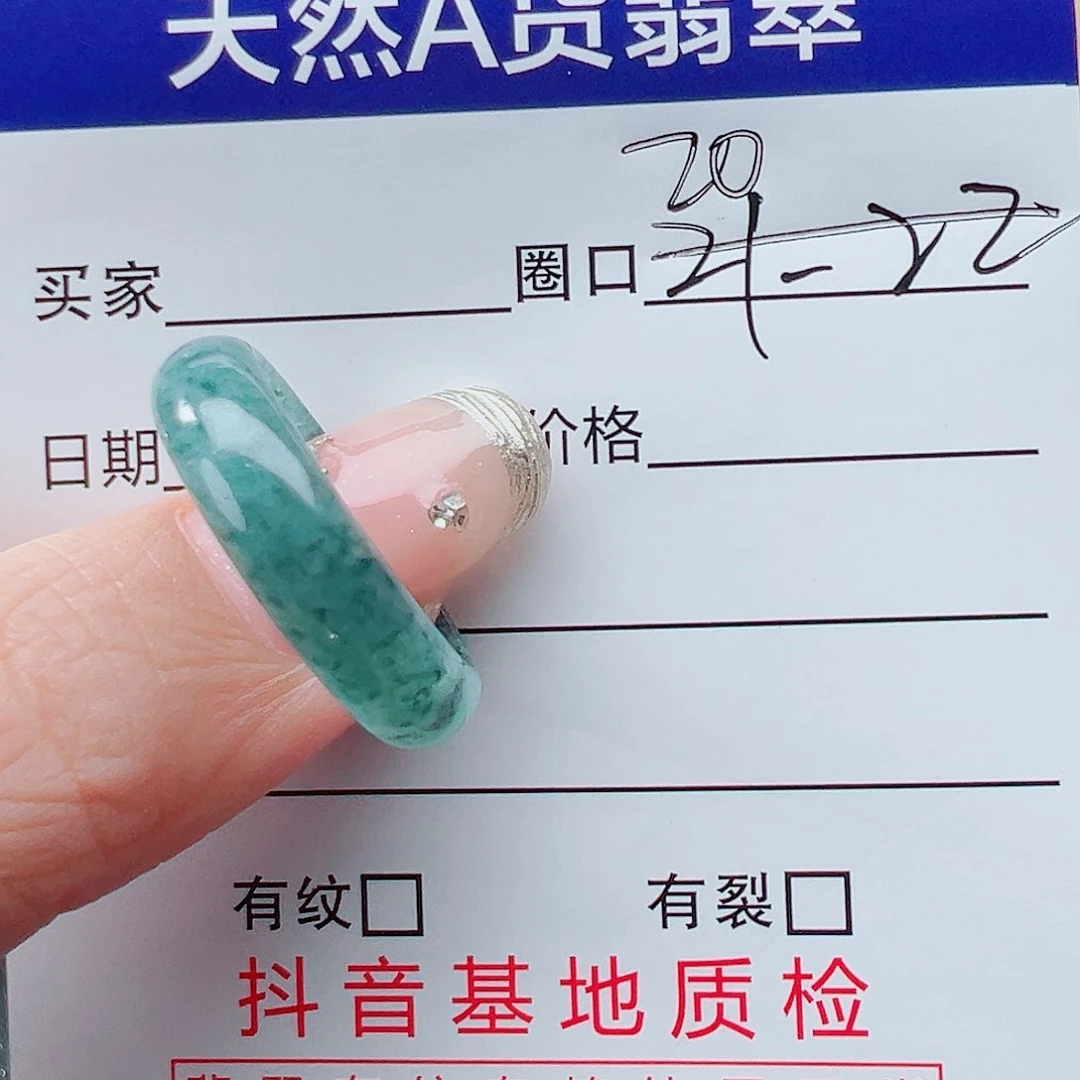 天然A货翡翠
20
买家 圈口 21-22
日期 价格
有纹 有裂
抖音基地质检